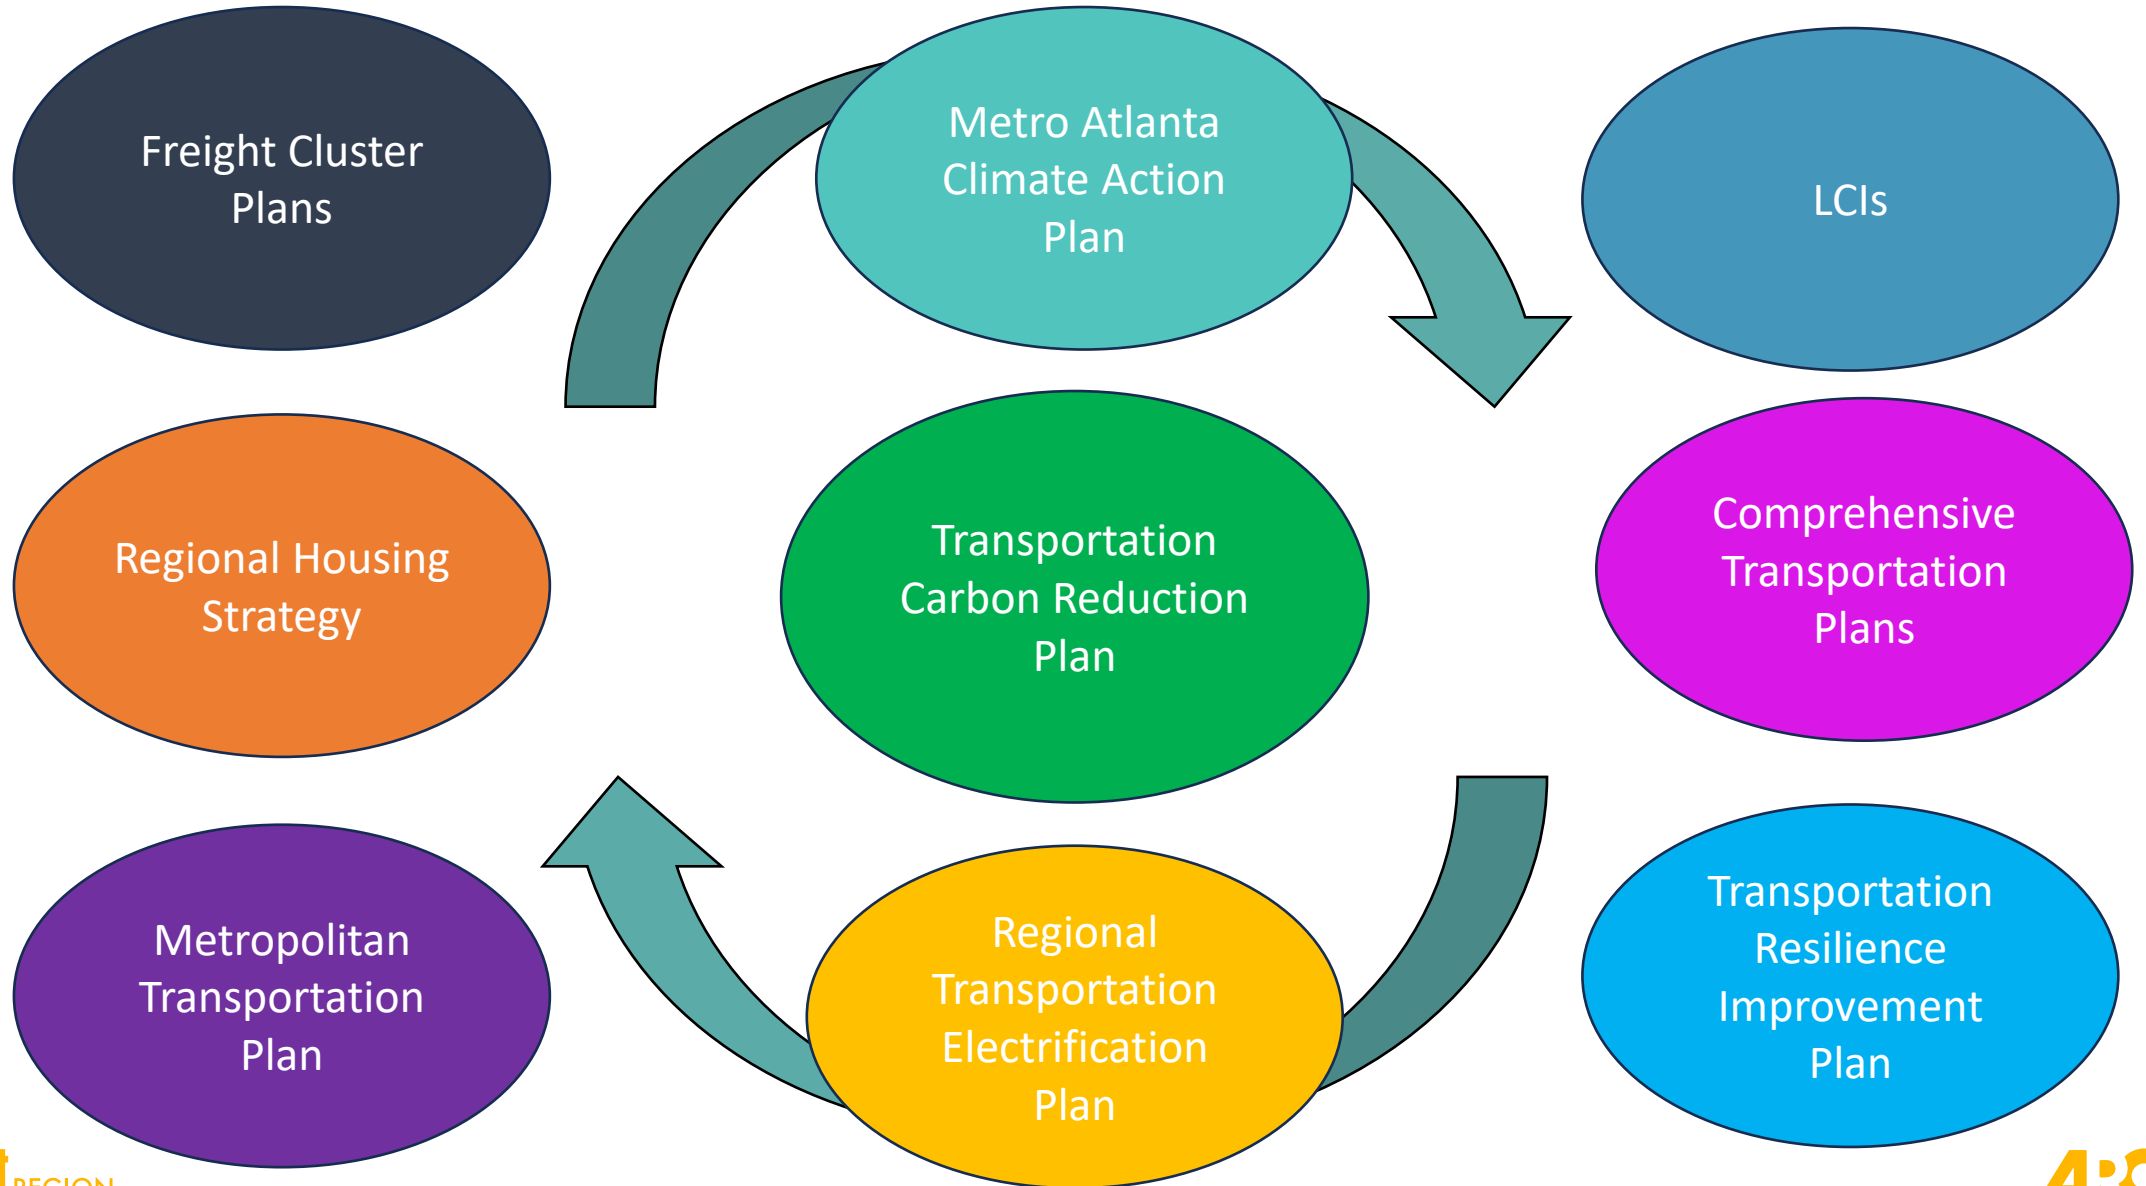 Freight Cluster
Plans
Metro Atlanta
Climate Action
Plan
LCIs
Regional Housing
Strategy
Transportation
Carbon Reduction
Plan
Comprehensive
Transportation
Plans
Metropolitan
Transportation
Plan
Regional
Transportation
Electrification
Plan
Transportation
Resilience
Improvement
Plan
REGION